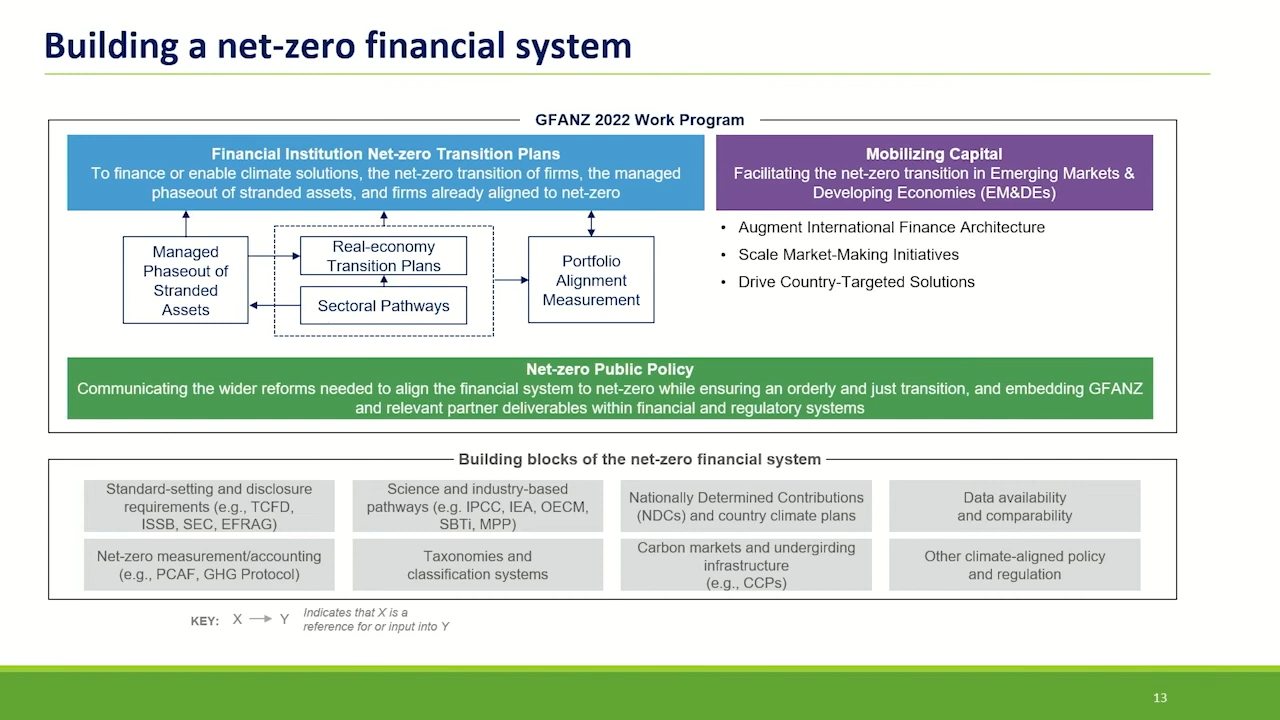 Building a net-zero financial system
GFANZ 2022 Work Program
Financial Institution Net-zero Transition Plans
To finance or enable climate solutions, the net-zero transition of firms, the managed
phaseout of stranded assets, and firms already aligned to net-zero
Mobilizing Capital
Facilitating the net-zero transition in Emerging Markets &
Developing Economies (EM&DEs)
Managed
Phaseout of
Stranded
Assets
Real-economy
Transition Plans
Sectoral Pathways
Portfolio
Alignment
Measurement
• Augment International Finance Architecture
• Scale Market-Making Initiatives
• Drive Country-Targeted Solutions
Net-zero Public Policy
Communicating the wider reforms needed to align the financial system to net-zero while ensuring an orderly and just transition, and embedding GFANZ
and relevant partner deliverables within financial and regulatory systems
Building blocks of the net-zero financial system
Standard-setting and disclosure
requirements (e.g., TCFD,
ISSB, SEC, EFRAG)
Science and industry-based
pathways (e.g. IPCC, IEA, OECM,
SBTi, MPP)
Nationally Determined Contributions
(NDCs) and country climate plans
Data availability
and comparability
Net-zero measurement/accounting
(e.g., PCAF, GHG Protocol)
Taxonomies and
classification systems
Carbon markets and undergirding
infrastructure
(e.g., CCPs)
Other climate-aligned policy
and regulation
KEY: X → Y
Indicates that X is a
reference for or input into Y
13